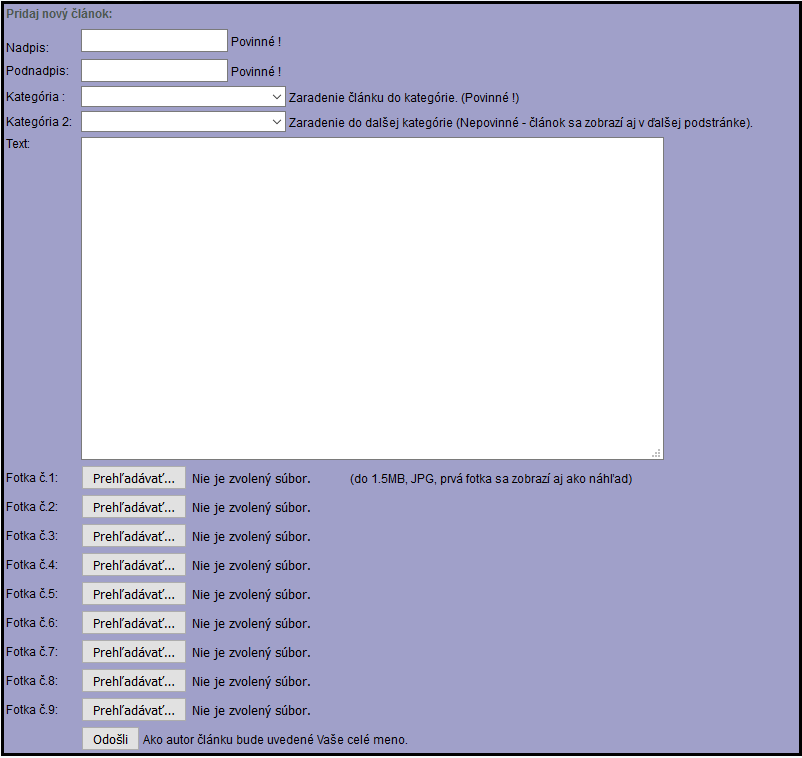 Pridaj nový článok:
Nadpis: Povinné !
Podnadpis: Povinné !
Kategória : Zaradenie článku do kategórie. (Povinné !)
Kategória 2: Zaradenie do dalšej kategórie (Nepovinné - článok sa zobrazí aj v ďalšej podstránke).
Text:
Fotka č.1: Prehľadávať... Nie je zvolený súbor. (do 1.5MB, JPG, prvá fotka sa zobrazí aj ako náhľad)
Fotka č.2: Prehľadávať... Nie je zvolený súbor.
Fotka č.3: Prehľadávať... Nie je zvolený súbor.
Fotka č.4: Prehľadávať... Nie je zvolený súbor.
Fotka č.5: Prehľadávať... Nie je zvolený súbor.
Fotka č.6: Prehľadávať... Nie je zvolený súbor.
Fotka č.7: Prehľadávať... Nie je zvolený súbor.
Fotka č.8: Prehľadávať... Nie je zvolený súbor.
Fotka č.9: Prehľadávať... Nie je zvolený súbor.
Odošli Ako autor článku bude uvedené Vaše celé meno.